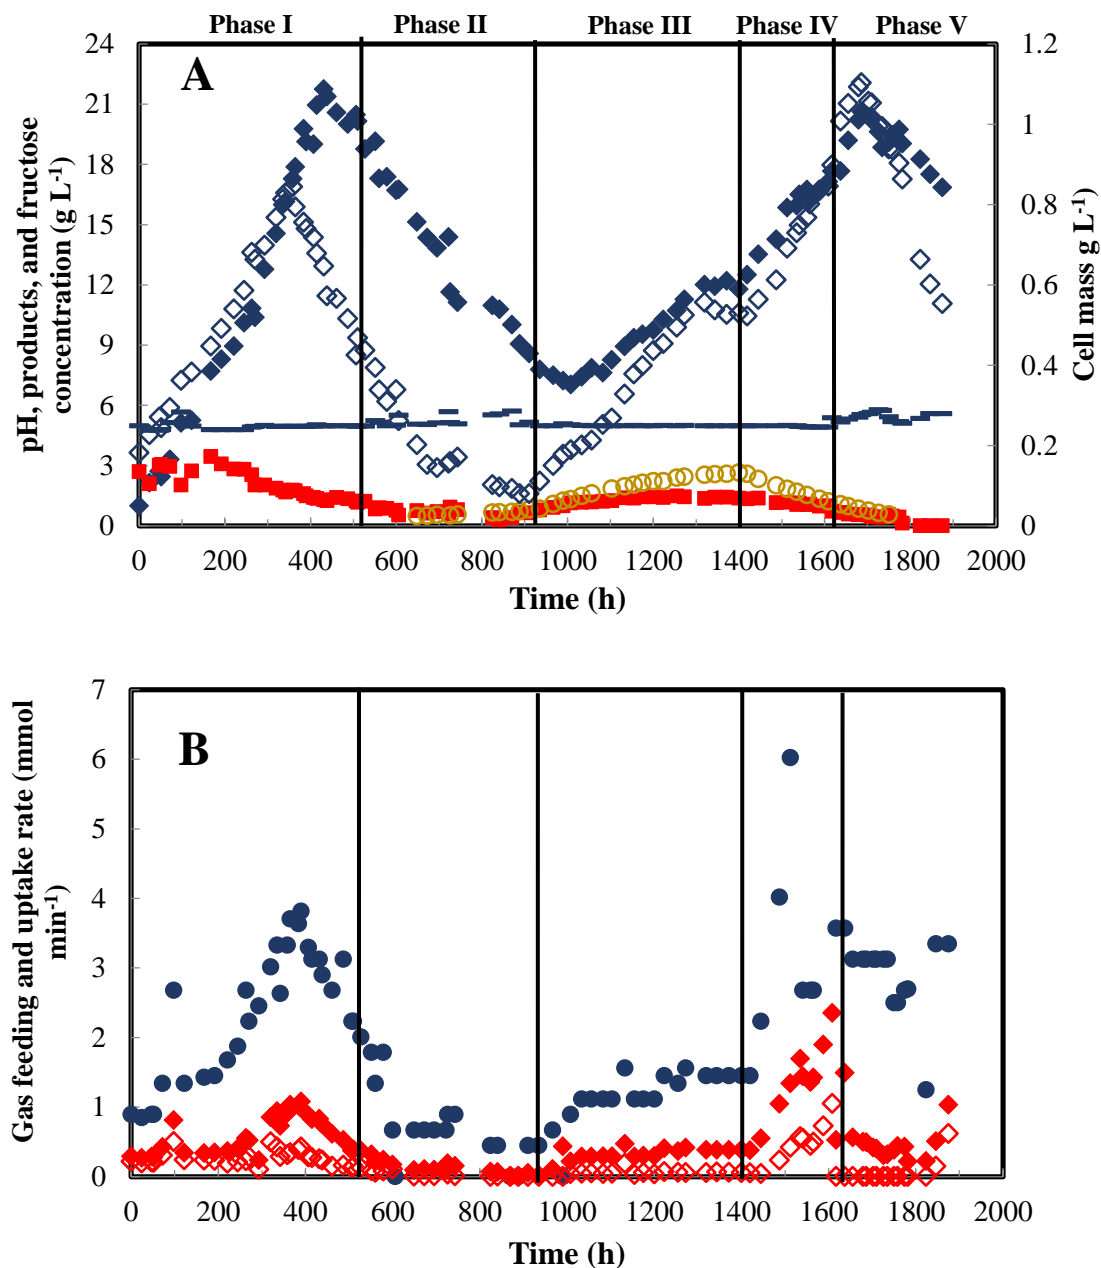 Phase I Phase II Phase III Phase IV Phase V
A
24
21
18
15
12
9
6
3
0
1.2
1
0.8
0.6
0.4
0.2
0
pH, products, and fructose
concentration (g L-1)
Cell mass g L-1)
0 200 400 600 800 1000 1200 1400 1600 1800 2000
Time (h)
B
7
6
5
4
3
2
1
0
Gas feeding and uptake rate (mmol
min-1)
0 200 400 600 800 1000 1200 1400 1600 1800 2000
Time (h)